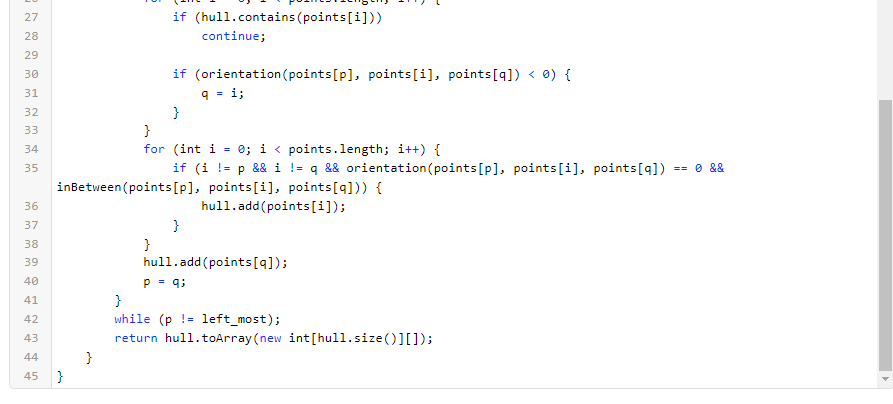 27 if (hull.contains(points[i]))
28 continue;
29
30 if (orientation(points[p], points[i], points[q]) < 0) {
31 q = i;
32 }
33 }
34 for (int i = 0; i < points.length; i++) {
35 if (i != p && i != q && orientation(points[p], points[i], points[q]) == 0 &&
inBetween(points[p], points[i], points[q])) {
36 hull.add(points[i]);
37 }
38 }
39 hull.add(points[q]);
40 p = q;
41 }
42 while (p != left_most);
43 return hull.toArray(new int[hull.size()][]);
44 }
45 }